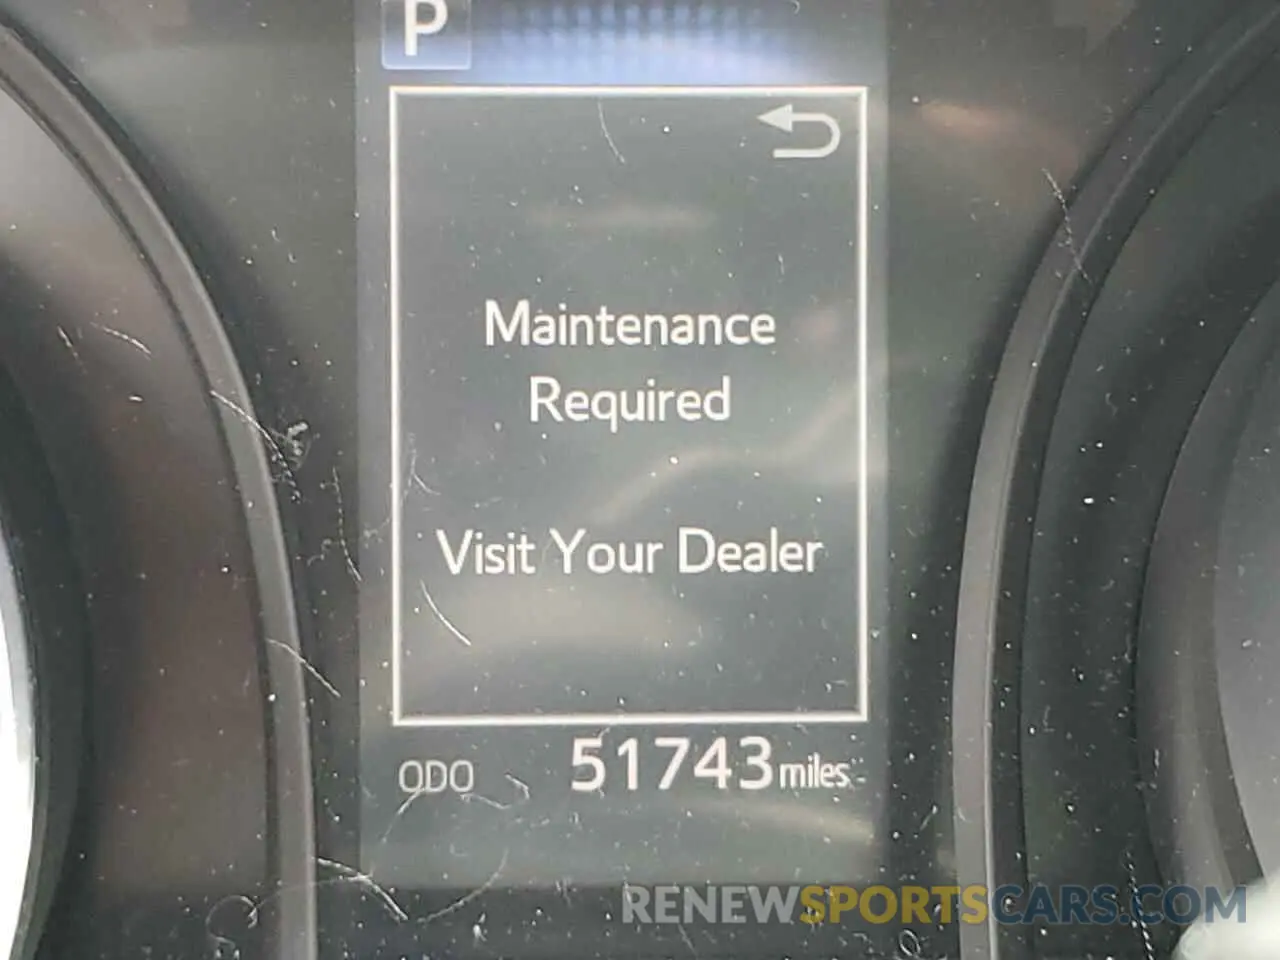 P
Maintenance
Required
Visit Your Dealer
ODO 51743 miles
RENEWSPORTSCARS.COM